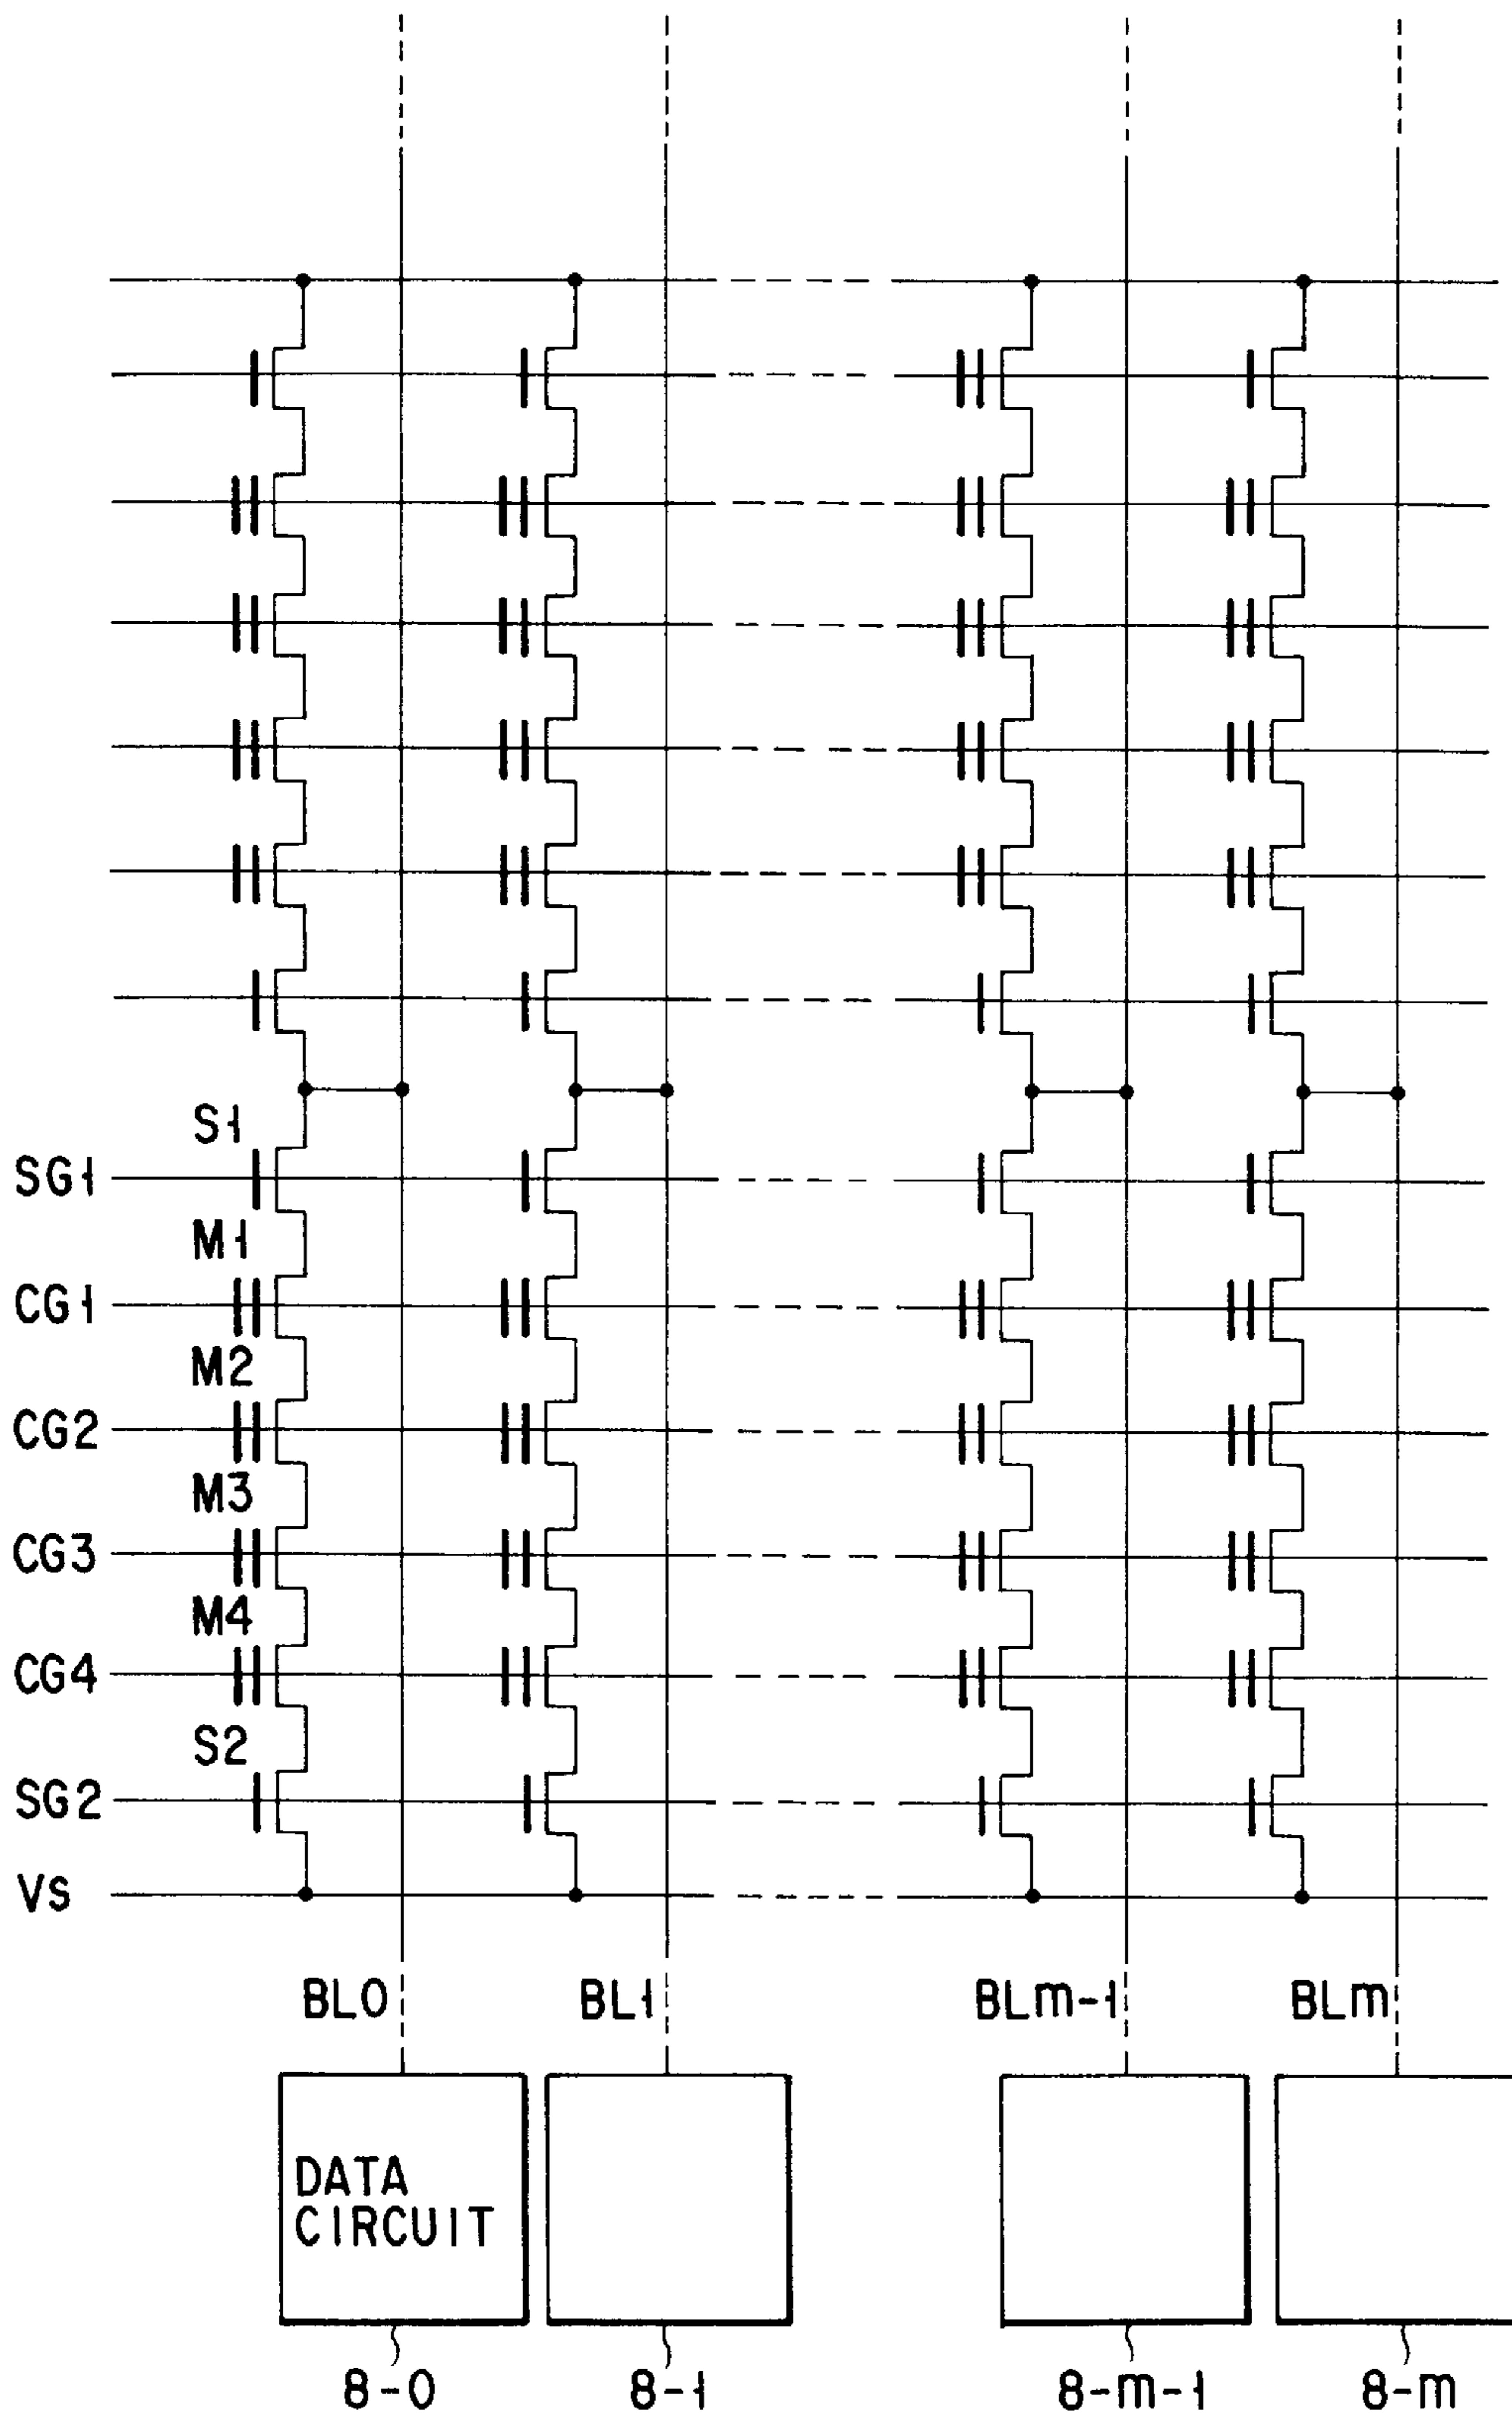 S1
SG1
M1
CG1
M2
CG2
M3
CG3
M4
CG4
S2
SG2
VS
BL0 BL1 BLm-1 BLm
DATA
CIRCUIT
8-0 8-1 8-m-1 8-m